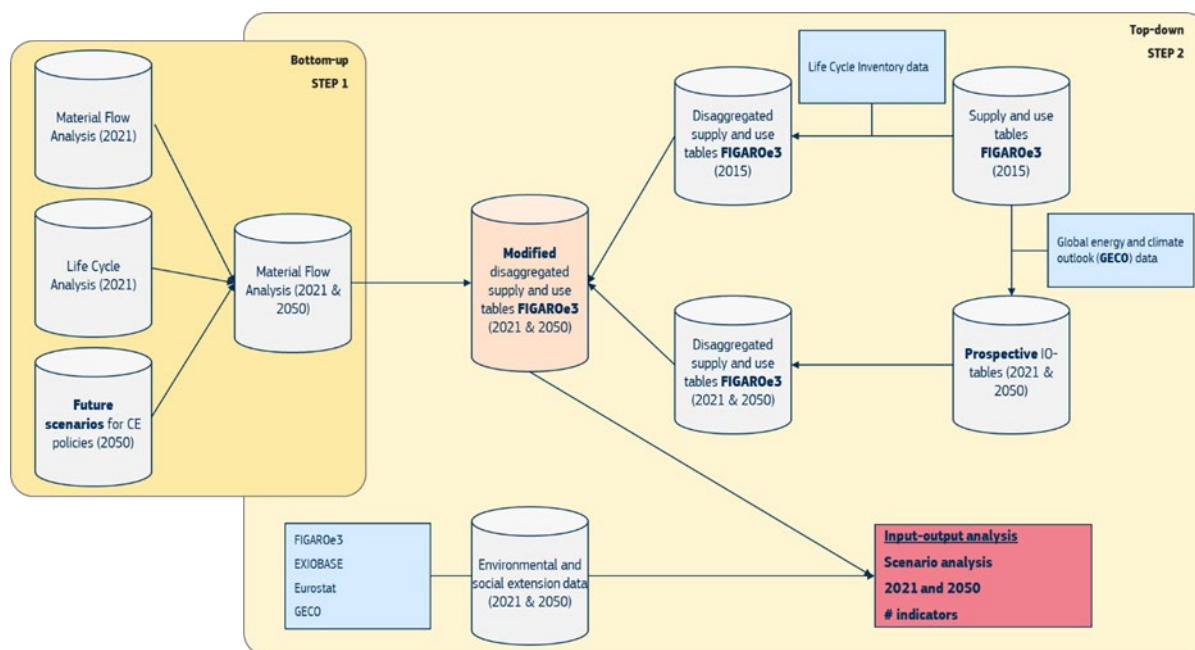 Bottom-up
STEP 1
Material Flow
Analysis (2021)
Life Cycle
Analysis (2021)
Future
scenarios for CE
policies (2050)
Material Flow
Analysis (2021 &
2050)
Top-down
STEP 2
Life Cycle Inventory data
Disaggregated
supply and use
tables FIGAROe3
(2015)
Supply and use
tables
FIGAROe3
(2015)
Modified
disaggregated
supply and use
tables FIGAROe3
(2021 & 2050)
Global energy and climate
outlook (GECO) data
Disaggregated
supply and use
tables FIGAROe3
(2021 & 2050)
Prospective IO-
tables (2021 &
2050)
FIGAROe3
EXIOBASE
Eurostat
GECO
Environmental and
social extension data
(2021 & 2050)
Input-output analysis
Scenario analysis
2021 and 2050
# indicators